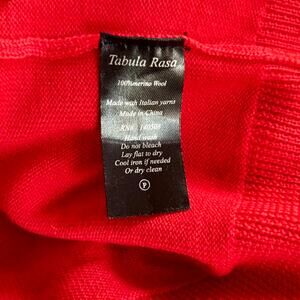 Tabula Rasa
100%merino Wool
Made with Italian yarns
Made in China
RN# 140508
Hand wash
Do not bleach
Lay flat to dry
Cool iron if needed
Or dry clean
P